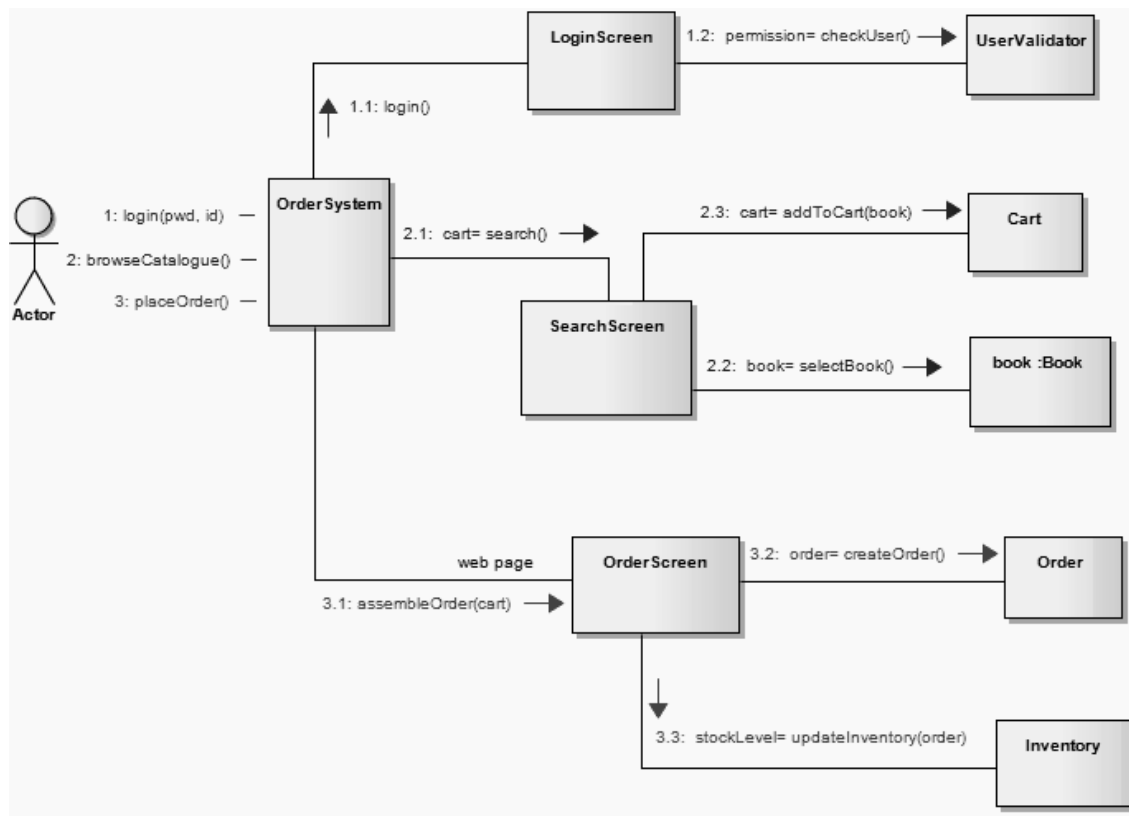 LoginScreen
1.2: permission= checkUser()
UserValidator
1.1: login()
OrderSystem
1: login(pwd, id)
2: browseCatalogue()
3: placeOrder()
Actor
2.1: cart= search()
2.3: cart= addToCart(book)
Cart
SearchScreen
2.2: book= selectBook()
book :Book
web page
3.1: assembleOrder(cart)
OrderScreen
3.2: order= createOrder()
Order
3.3: stockLevel= updateInventory(order)
Inventory